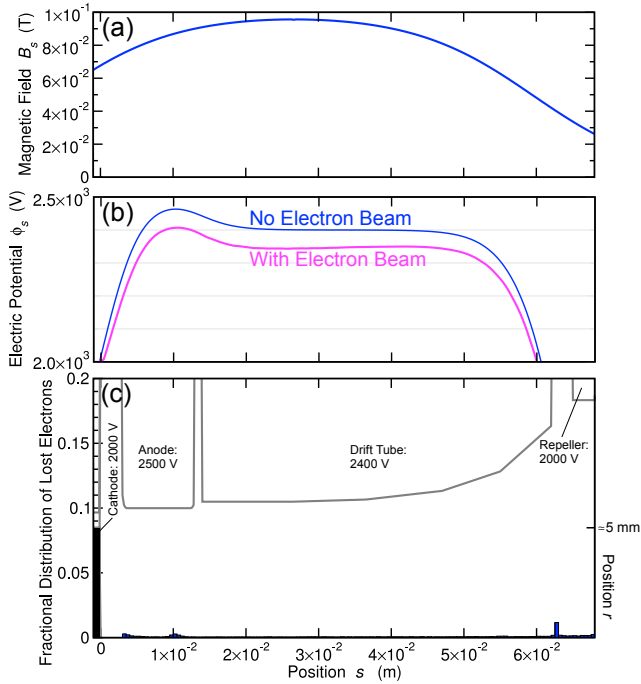 (a)
Magnetic Field B_s (T)
1×10⁻¹
8×10⁻²
6×10⁻²
4×10⁻²
2×10⁻²
0
(b)
Electric Potential ϕ_s (V)
2.5×10³
2.0×10³
No Electron Beam
With Electron Beam
(c)
Fractional Distribution of Lost Electrons
0.2
0.15
0.1
0.05
0
Cathode: 2000 V
Anode:
2500 V
Drift Tube:
2400 V
Repeller:
2000 V
≈5 mm
Position r
0 1×10⁻² 2×10⁻² 3×10⁻² 4×10⁻² 5×10⁻² 6×10⁻²
Position s (m)